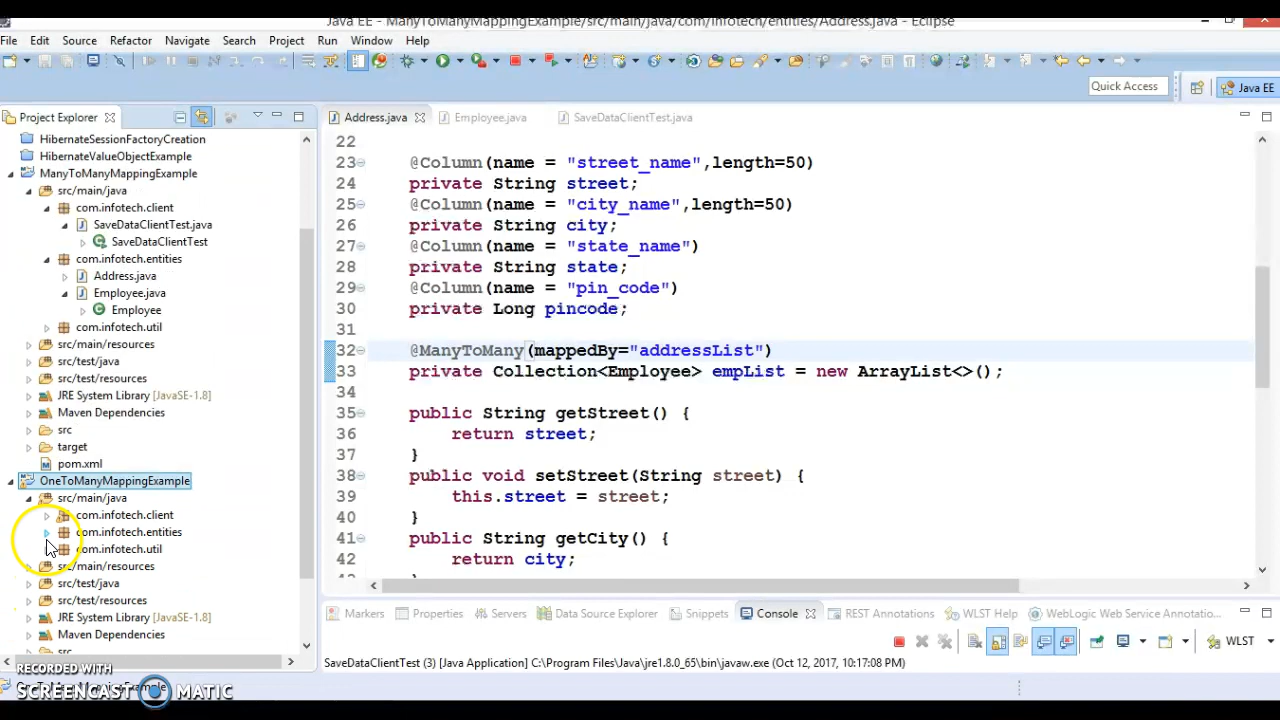 Java EE - ManyToManyMappingExample/src/main/java/com/infotech/entities/Address.java - Eclipse
File Edit Source Refactor Navigate Search Project Run Window Help
Quick Access
Java EE
Project Explorer
HibernateSessionFactoryCreation
HibernateValueObjectExample
ManyToManyMappingExample
src/main/java
com.infotech.client
SaveDataClientTest.java
SaveDataClientTest
com.infotech.entities
Address.java
Employee.java
Employee
com.infotech.util
src/main/resources
src/test/java
src/test/resources
JRE System Library [JavaSE-1.8]
Maven Dependencies
src
target
pom.xml
OneToManyMappingExample
src/main/java
com.infotech.client
com.infotech.entities
com.infotech.util
src/main/resources
src/test/java
src/test/resources
JRE System Library [JavaSE-1.8]
Maven Dependencies
src
Address.java Employee.java SaveDataClientTest.java
22
23 @Column(name = "street_name",length=50)
24 private String street;
25 @Column(name = "city_name",length=50)
26 private String city;
27 @Column(name = "state_name")
28 private String state;
29 @Column(name = "pin_code")
30 private Long pincode;
31
32 @ManyToMany(mappedBy="addressList")
33 private Collection<Employee> empList = new ArrayList<>();
34
35 public String getStreet() {
36 return street;
37 }
38 public void setStreet(String street) {
39 this.street = street;
40 }
41 public String getCity() {
42 return city;
Markers Properties Servers Data Source Explorer Snippets Console REST Annotations WLST Help WebLogic Web Service Annotatio...
WLST
SaveDataClientTest (3) [Java Application] C:\Program Files\Java\jre1.8.0_65\bin\javaw.exe (Oct 12, 2017, 10:17:08 PM)
RECORDED WITH
SCREENCAST MATIC